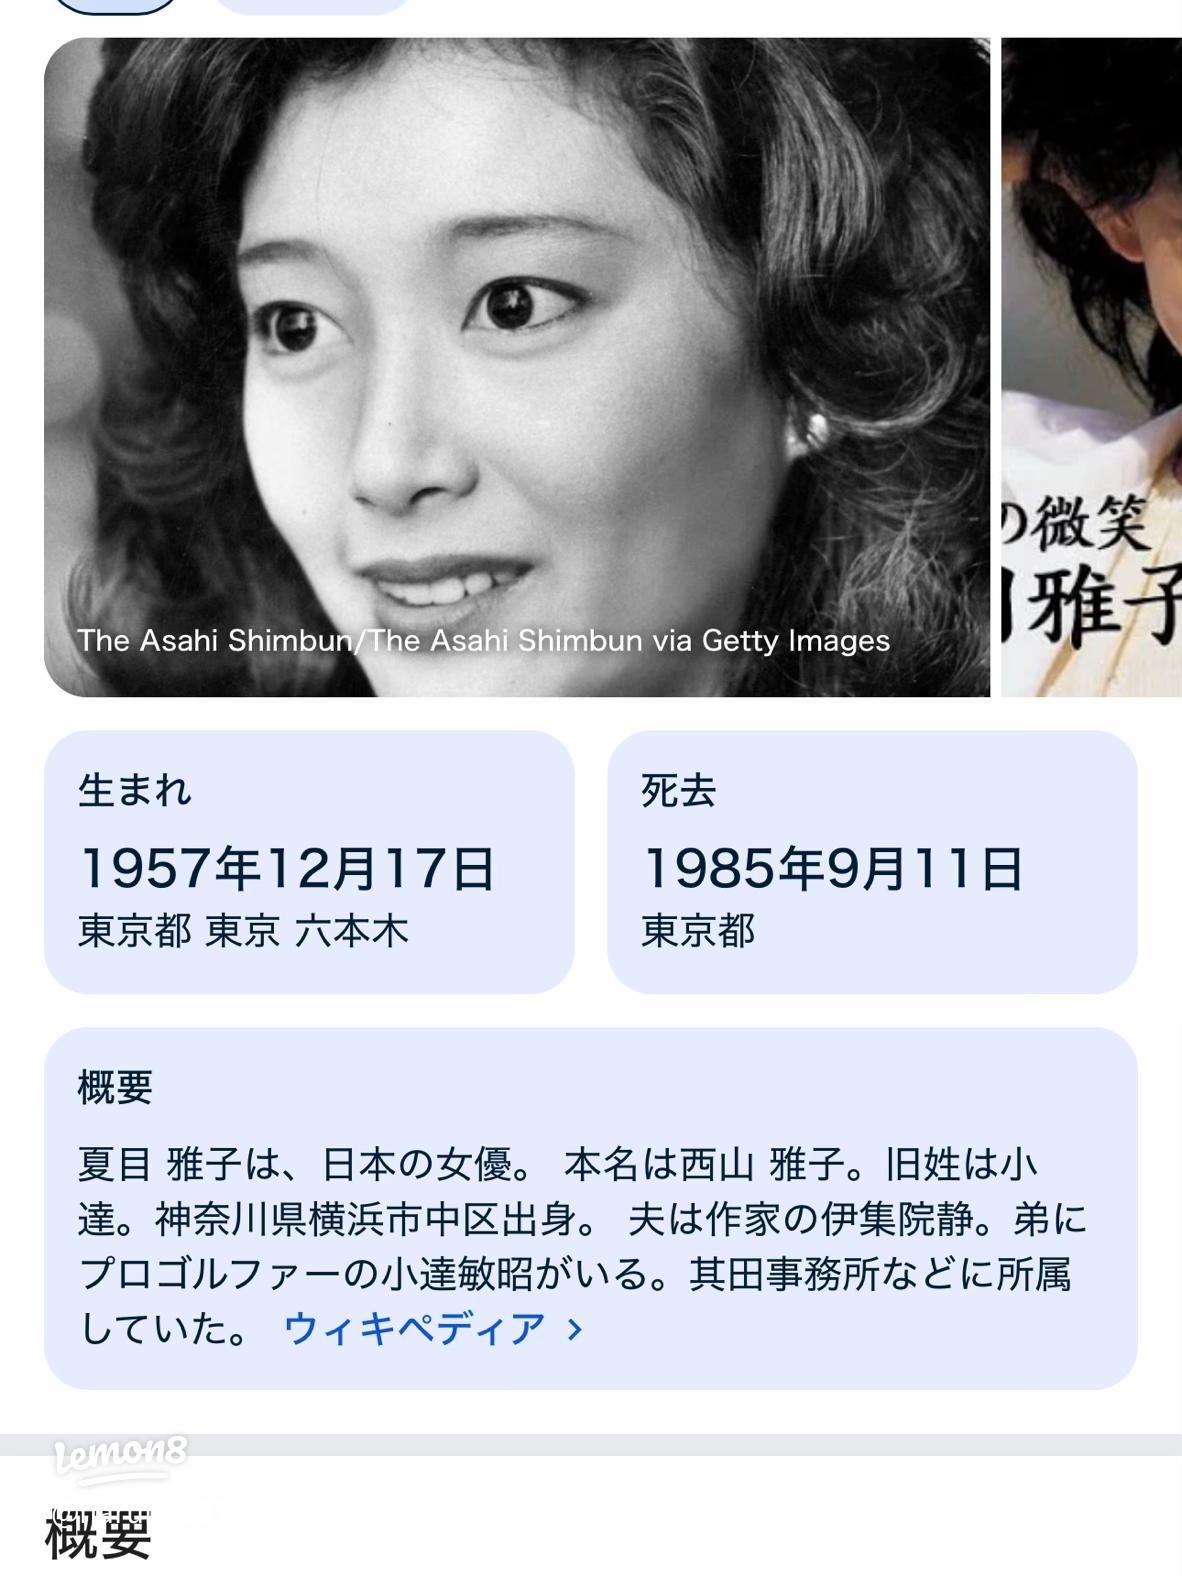 The Asahi Shimbun/The Asahi Shimbun via Getty Images
の微笑
雅子
生まれ
1957年12月17日
東京都 東京 六本木
死去
1985年9月11日
東京都
概要
夏目 雅子は、日本の女優。 本名は西山 雅子。旧姓は小
達。神奈川県横浜市中区出身。 夫は作家の伊集院静。弟に
プロゴルファーの小達敏昭がいる。其田事務所などに所属
していた。 ウィキペディア
lemon8
概要